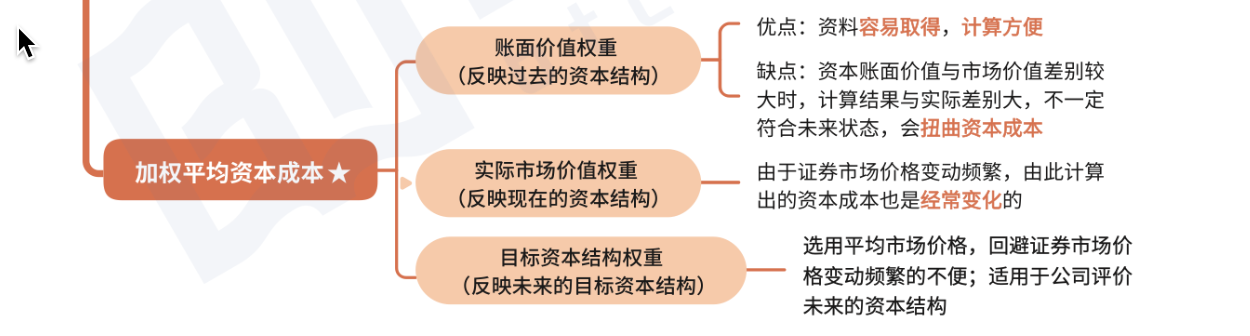 加权平均资本成本★
账面价值权重
（反映过去的资本结构）
优点：资料容易取得，计算方便
缺点：资本账面价值与市场价值差别较
大时，计算结果与实际差别大，不一定
符合未来状态，会扭曲资本成本
实际市场价值权重
（反映现在的资本结构）
由于证券市场价格变动频繁，由此计算
出的资本成本也是经常变化的
目标资本结构权重
（反映未来的目标资本结构）
选用平均市场价格，回避证券市场价
格变动频繁的不便；适用于公司评价
未来的资本结构